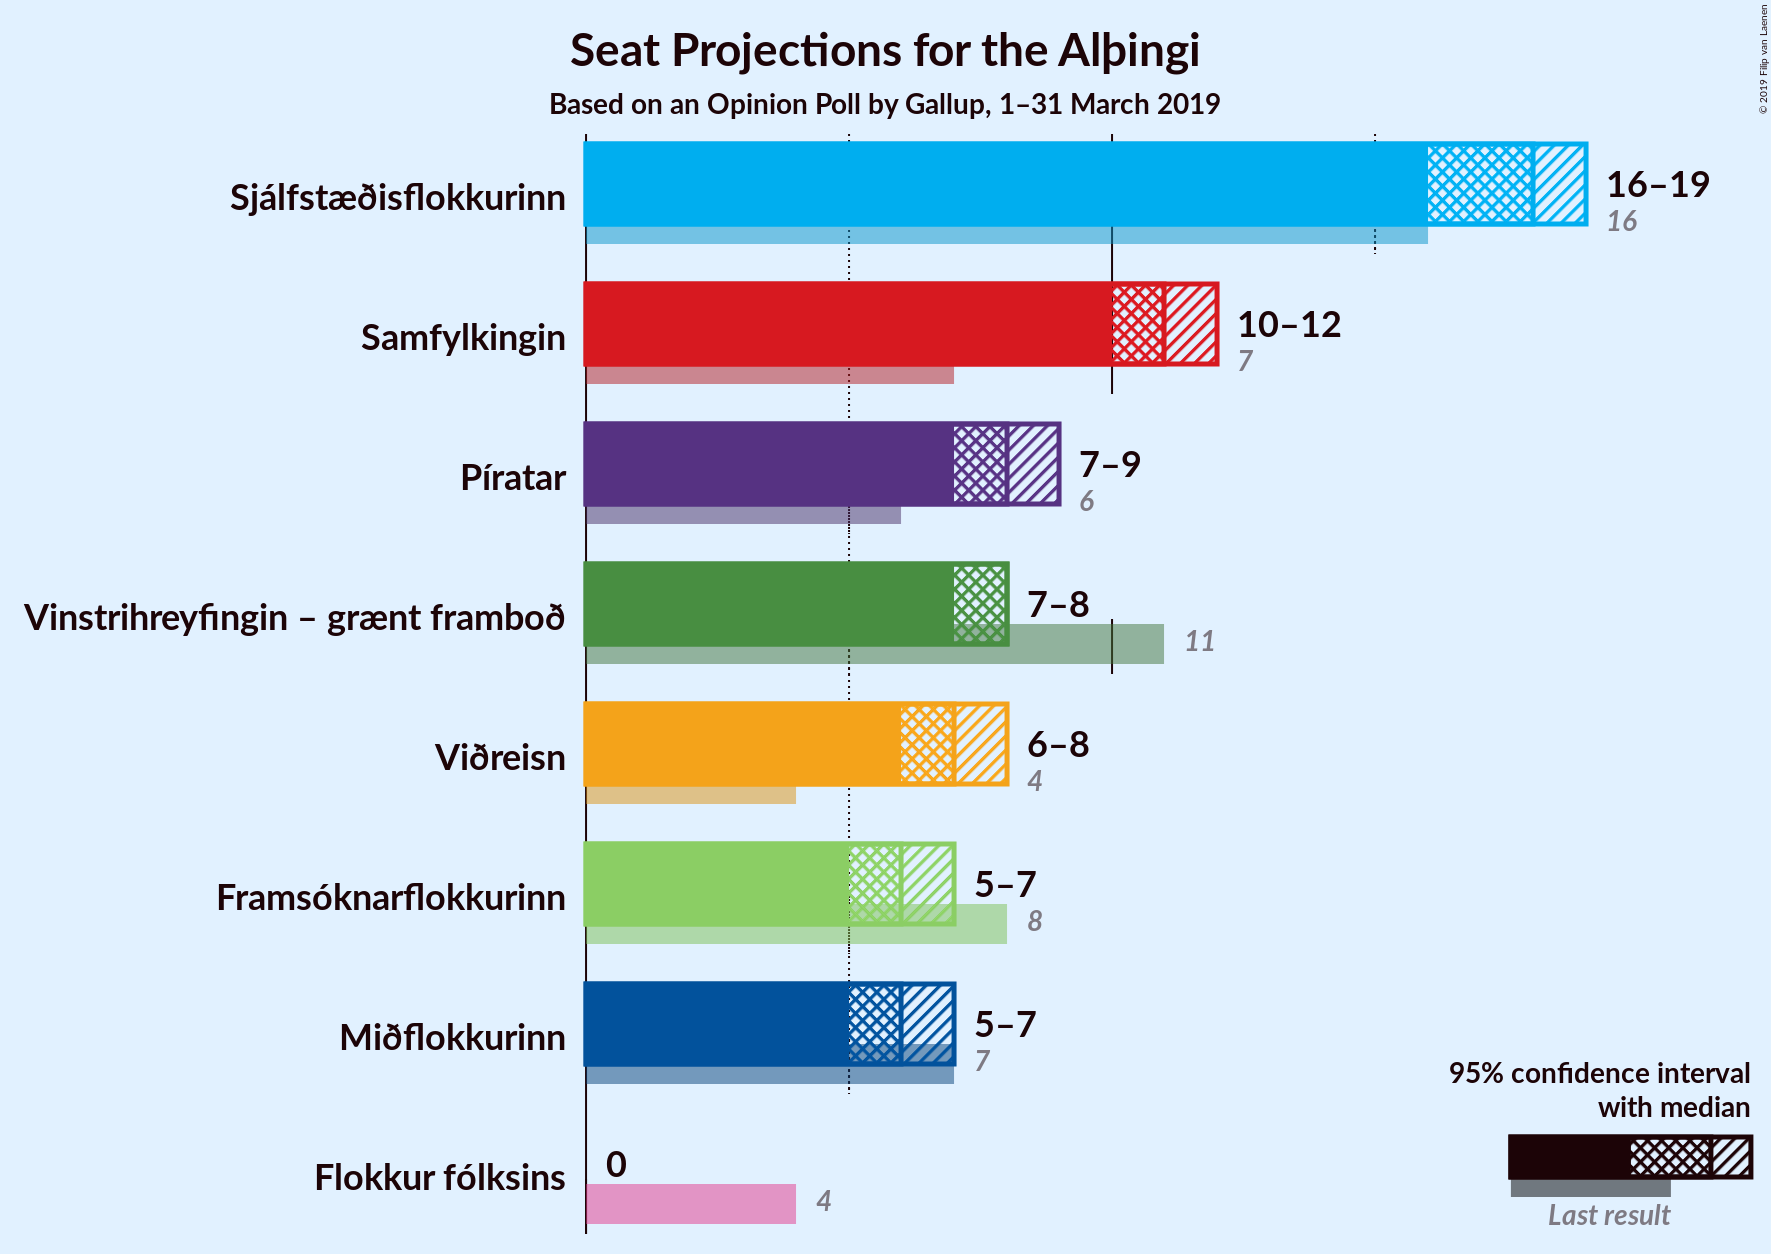 Seat Projections for the Alþingi
Based on an Opinion Poll by Gallup, 1–31 March 2019
© 2019 Filip van Laenen
Sjálfstæðisflokkurinn
16–19
16
Samfylkingin
10–12
7
Píratar
7–9
6
Vinstrihreyfingin – grænt framboð
7–8
11
Viðreisn
6–8
4
Framsóknarflokkurinn
5–7
8
Miðflokkurinn
5–7
7
Flokkur fólksins
0
4
95% confidence interval
with median
Last result